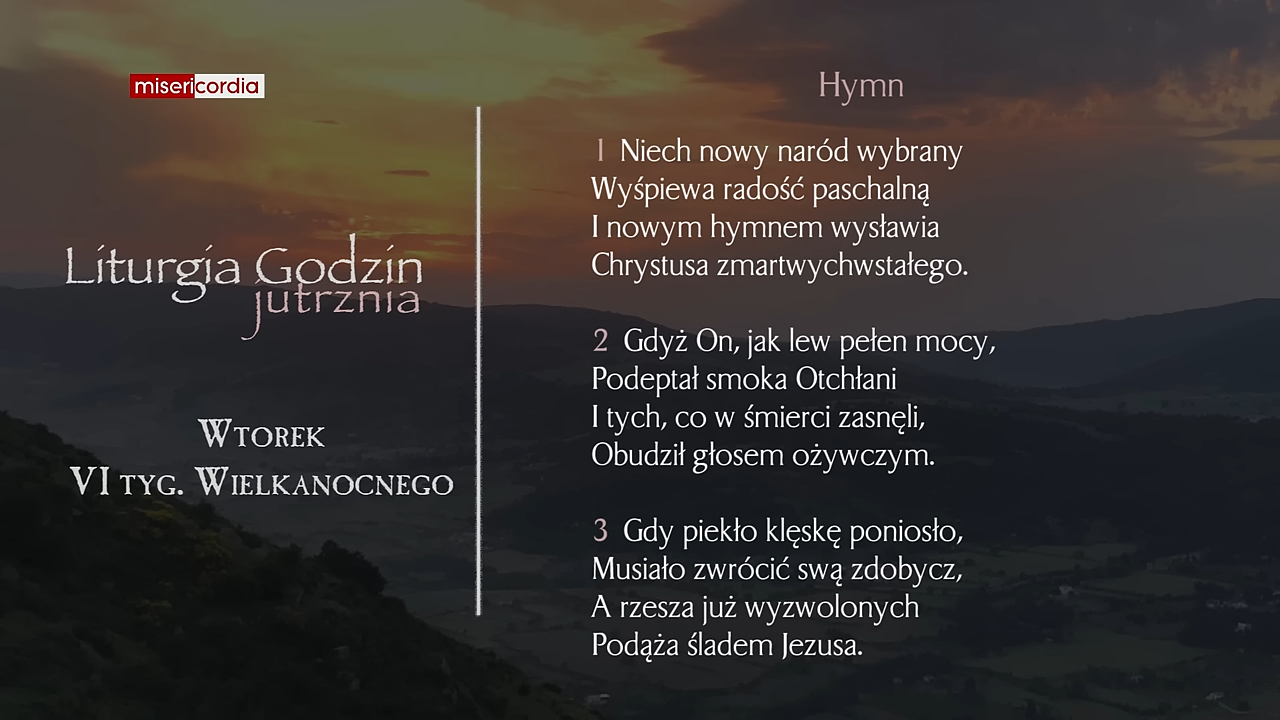 misericordia
Liturgia Godzin
jutrznia
Wtorek
VI tyg. Wielkanocnego
Hymn
1 Niech nowy naród wybrany
Wyśpiewa radość paschalną
I nowym hymnem wysławia
Chrystusa zmartwychwstałego.
2 Gdyż On, jak lew pełen mocy,
Podeptał smoka Otchłani
I tych, co w śmierci zasnęli,
Obudził głosem ożywczym.
3 Gdy piekło klęskę poniosło,
Musiało zwrócić swą zdobycz,
A rzesza już wyzwolonych
Podąża śladem Jezusa.